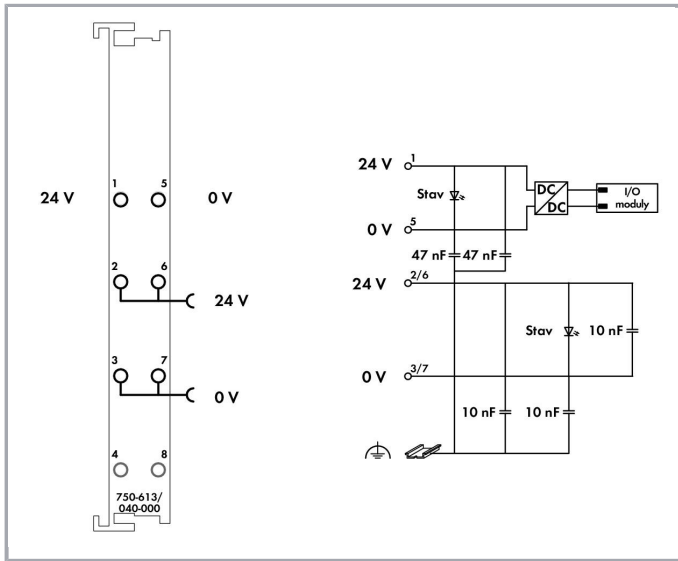 24 V
1
5
0 V
2
6
24 V
3
7
0 V
4
8
750-613/
040-000
24 V
1
Stav
DC
DC
I/O
moduly
0 V
5
47 nF
47 nF
24 V
2/6
Stav
10 nF
0 V
3/7
10 nF
10 nF